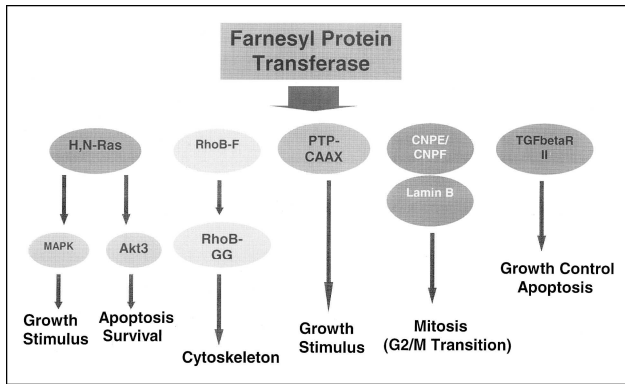 Farnesyl Protein
Transferase
H,N-Ras
RhoB-F
PTP-
CAAX
CNPE/
CNPF
TGFbetaR
II
Lamin B
MAPK
Akt3
RhoB-
GG
Growth
Stimulus
Apoptosis
Survival
Cytoskeleton
Growth
Stimulus
Mitosis
(G2/M Transition)
Growth Control
Apoptosis